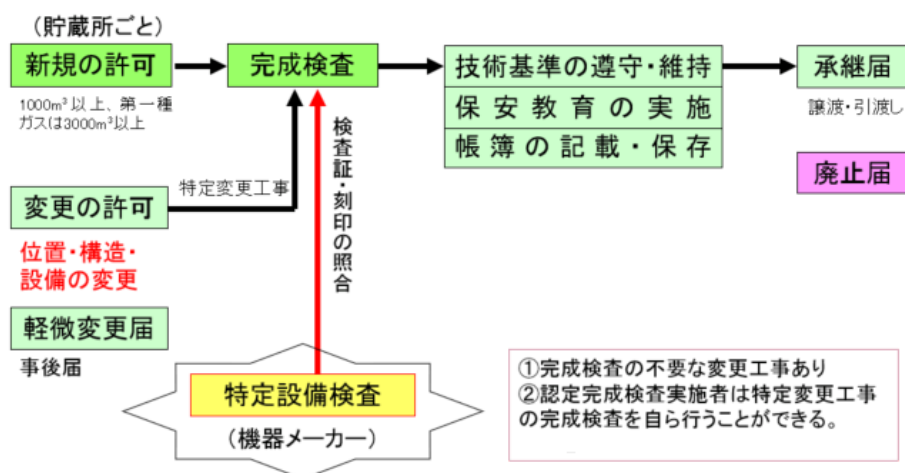 (貯蔵所ごと)
新規の許可
完成検査
技術基準の遵守・維持
保安教育の実施
帳簿の記載・保存
承継届
譲渡・引渡し
1000m³以上、第一種
ガスは3000m³以上
廃止届
検査証・刻印の照合
特定変更工事
変更の許可
位置・構造・
設備の変更
軽微変更届
事後届
特定設備検査
(機器メーカー)
①完成検査の不要な変更工事あり
②認定完成検査実施者は特定変更工事
の完成検査を自ら行うことができる。